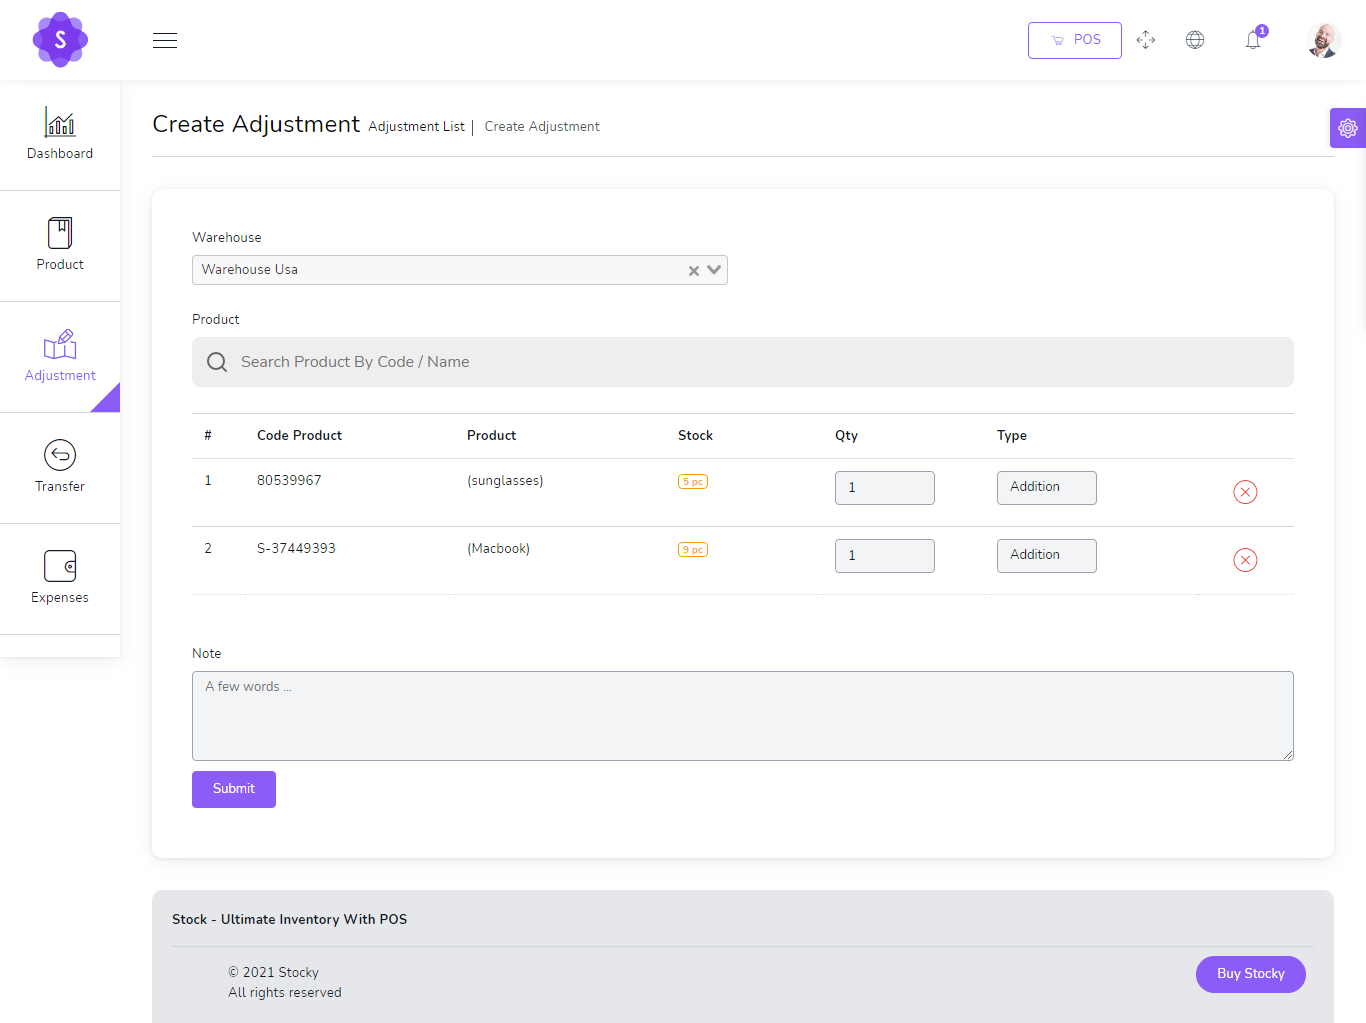 S
POS
1
Dashboard
Product
Adjustment
Transfer
Expenses
Create Adjustment Adjustment List | Create Adjustment
Warehouse
Warehouse Usa
Product
Search Product By Code / Name
# Code Product Product Stock Qty Type
1 80539967 (sunglasses) 5 pc 1 Addition
2 S-37449393 (Macbook) 9 pc 1 Addition
Note
A few words ...
Submit
Stock - Ultimate Inventory With POS
© 2021 Stocky
All rights reserved
Buy Stocky